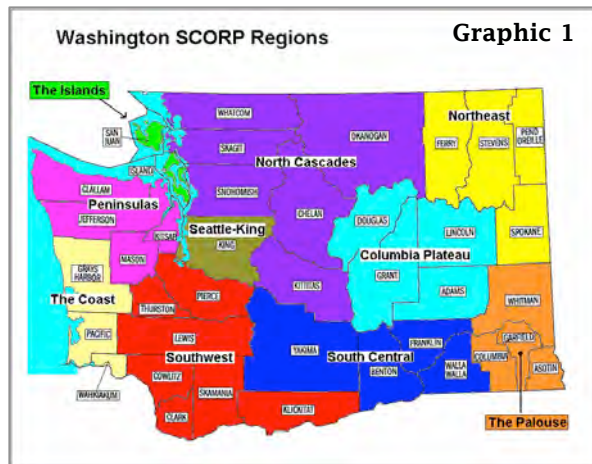 Washington SCORP Regions
Graphic 1
The Islands
SAN JUAN
ISLAND
WHATCOM
SKAGIT
SNOHOMISH
North Cascades
OKANOGAN
CHELAN
KITTITAS
Northeast
FERRY
STEVENS
PEND OREILLE
SPOKANE
CLALLAM
Peninsulas
JEFFERSON
KITSAP
MASON
Seattle-King
KING
DOUGLAS
LINCOLN
Columbia Plateau
GRANT
ADAMS
GRAYS HARBOR
The Coast
PACIFIC
WAHKIAKUM
PIERCE
THURSTON
LEWIS
Southwest
COWLITZ
SKAMANIA
CLARK
KLICKITAT
YAKIMA
South Central
FRANKLIN
BENTON
WALLA WALLA
WHITMAN
GARFIELD
COLUMBIA
ASOTIN
The Palouse